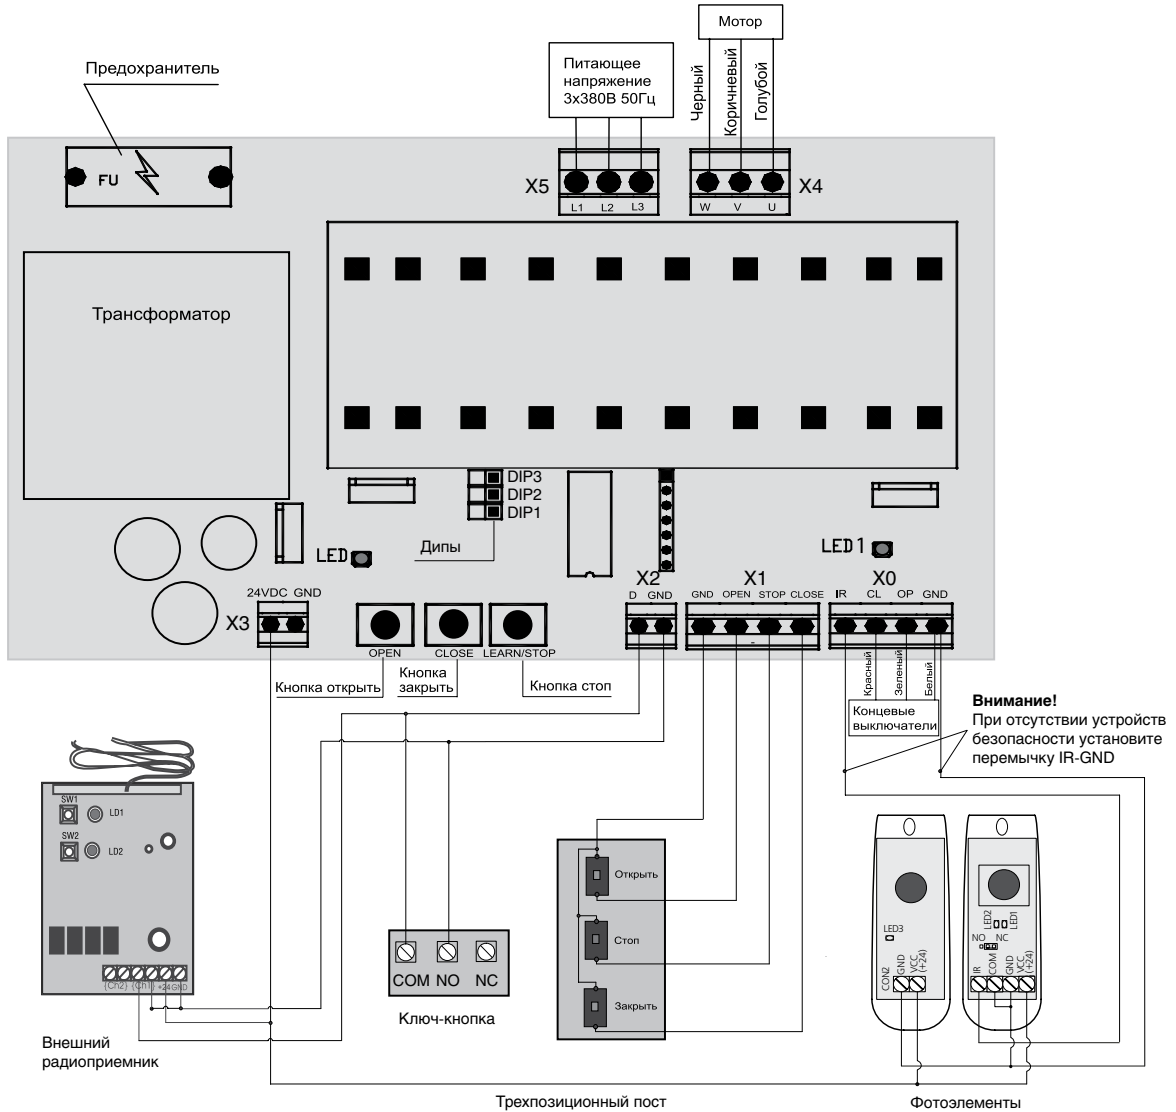 Мотор
Питающее
напряжение
3х380В 50Гц
Черный
Коричневый
Голубой
Предохранитель
FU
X5
L1 L2 L3
W V U
X4
Трансформатор
DIP3
DIP2
DIP1
Дипы
LED
LED1
24VDC GND
X3
OPEN
CLOSE
LEARN/STOP
Кнопка открыть
Кнопка
закрыть
Кнопка стоп
X2
D GND
X1
GND OPEN STOP CLOSE
X0
IR CL OP GND
Красный
Зеленый
Белый
Концевые
выключатели
Внимание!
При отсутствии устройств
безопасности установите
перемычку IR-GND
SW1
LD1
SW2
LD2
(Ch2) (Ch1) +24 GND
Внешний
радиоприемник
COM NO NC
Ключ-кнопка
Открыть
Стоп
Закрыть
Трехпозиционный пост
LED3
CON2
GND
VCC
(+24)
LED2
LED1
NO NC
IR
COM
GND
VCC
(+24)
Фотоэлементы